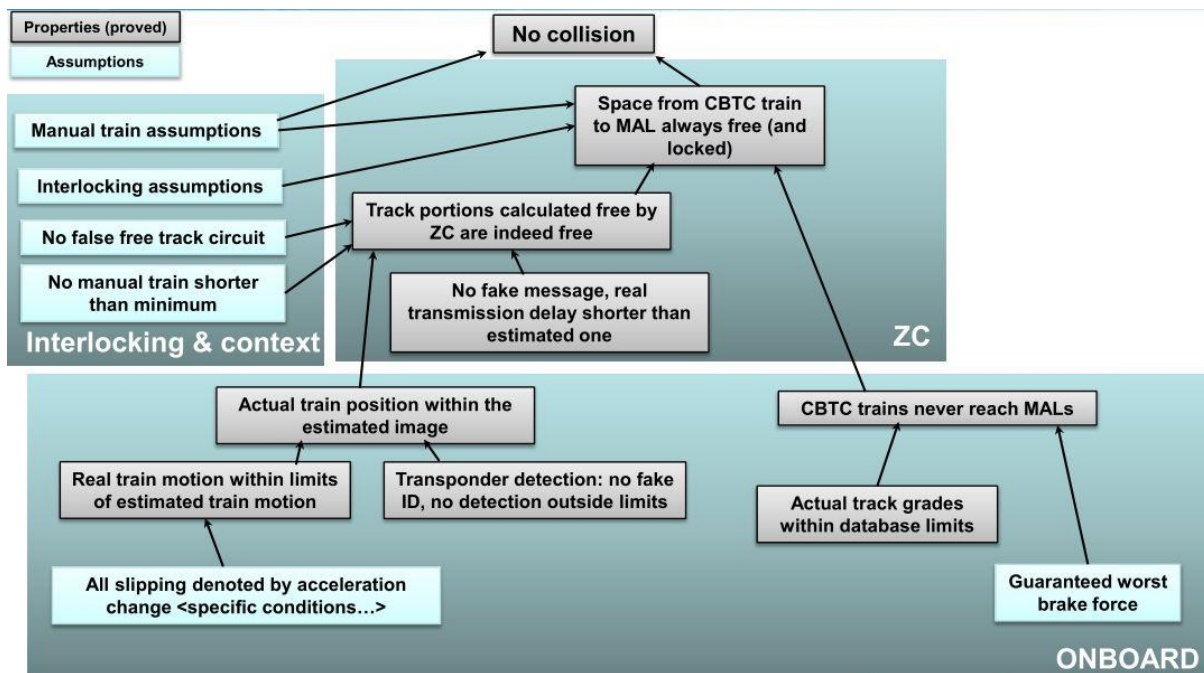 Properties (proved)
Assumptions
No collision
Manual train assumptions
Interlocking assumptions
No false free track circuit
No manual train shorter
than minimum
Interlocking & context
Space from CBTC train
to MAL always free (and
locked)
Track portions calculated free by
ZC are indeed free
No fake message, real
transmission delay shorter than
estimated one
ZC
Actual train position within the
estimated image
CBTC trains never reach MALs
Real train motion within limits
of estimated train motion
Transponder detection: no fake
ID, no detection outside limits
Actual track grades
within database limits
All slipping denoted by acceleration
change <specific conditions…>
Guaranteed worst
brake force
ONBOARD